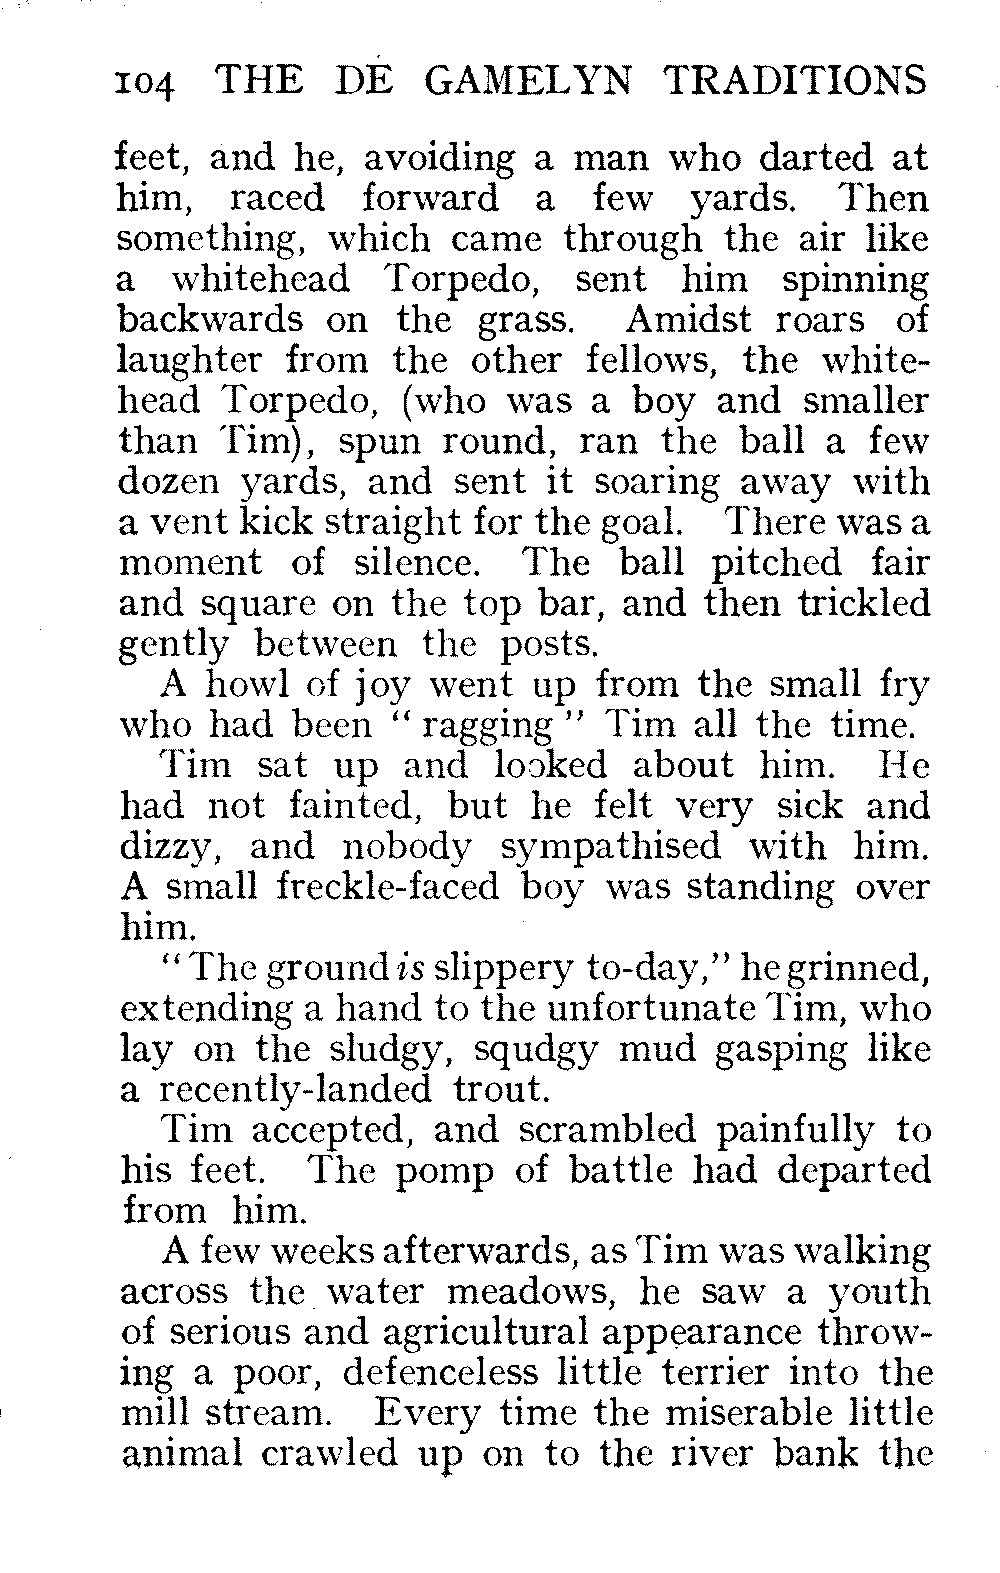 104 THE DE GAMELYN TRADITIONS
feet, and he, avoiding a man who darted at
him, raced forward a few yards. Then
something, which came through the air like
a whitehead Torpedo, sent him spinning
backwards on the grass. Amidst roars of
laughter from the other fellows, the white-
head Torpedo, (who was a boy and smaller
than Tim), spun round, ran the ball a few
dozen yards, and sent it soaring away with
a vent kick straight for the goal. There was a
moment of silence. The ball pitched fair
and square on the top bar, and then trickled
gently between the posts.
A howl of joy went up from the small fry
who had been "ragging" Tim all the time.
Tim sat up and looked about him. He
had not fainted, but he felt very sick and
dizzy, and nobody sympathised with him.
A small freckle-faced boy was standing over
him.
"The ground is slippery to-day," he grinned,
extending a hand to the unfortunate Tim, who
lay on the sludgy, squdgy mud gasping like
a recently-landed trout.
Tim accepted, and scrambled painfully to
his feet. The pomp of battle had departed
from him.
A few weeks afterwards, as Tim was walking
across the water meadows, he saw a youth
of serious and agricultural appearance throw-
ing a poor, defenceless little terrier into the
mill stream. Every time the miserable little
animal crawled up on to the river bank the